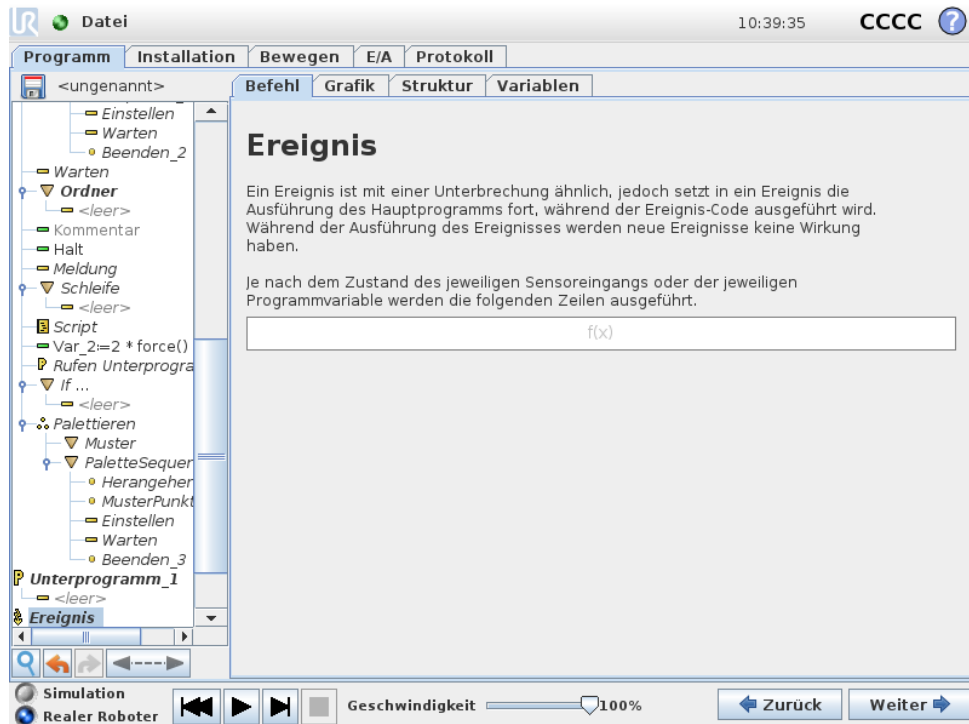 Datei
10:39:35
CCCC
?
Programm
Installation
Bewegen
E/A
Protokoll
<ungenannt>
Befehl
Grafik
Struktur
Variablen
Einstellen
Warten
Beenden_2
Warten
Ordner
<leer>
Kommentar
Halt
Meldung
Schleife
<leer>
Script
Var_2:=2 * force()
Rufen Unterprogra
If ...
<leer>
Palettieren
Muster
PaletteSequer
Herangeher
MusterPunkt
Einstellen
Warten
Beenden_3
Unterprogramm_1
<leer>
Ereignis
Ereignis
Ein Ereignis ist mit einer Unterbrechung ähnlich, jedoch setzt in ein Ereignis die
Ausführung des Hauptprogramms fort, während der Ereignis-Code ausgeführt wird.
Während der Ausführung des Ereignisses werden neue Ereignisse keine Wirkung
haben.
Je nach dem Zustand des jeweiligen Sensoreingangs oder der jeweiligen
Programmvariable werden die folgenden Zeilen ausgeführt.
f(x)
Simulation
Realer Roboter
Geschwindigkeit
100%
Zurück
Weiter